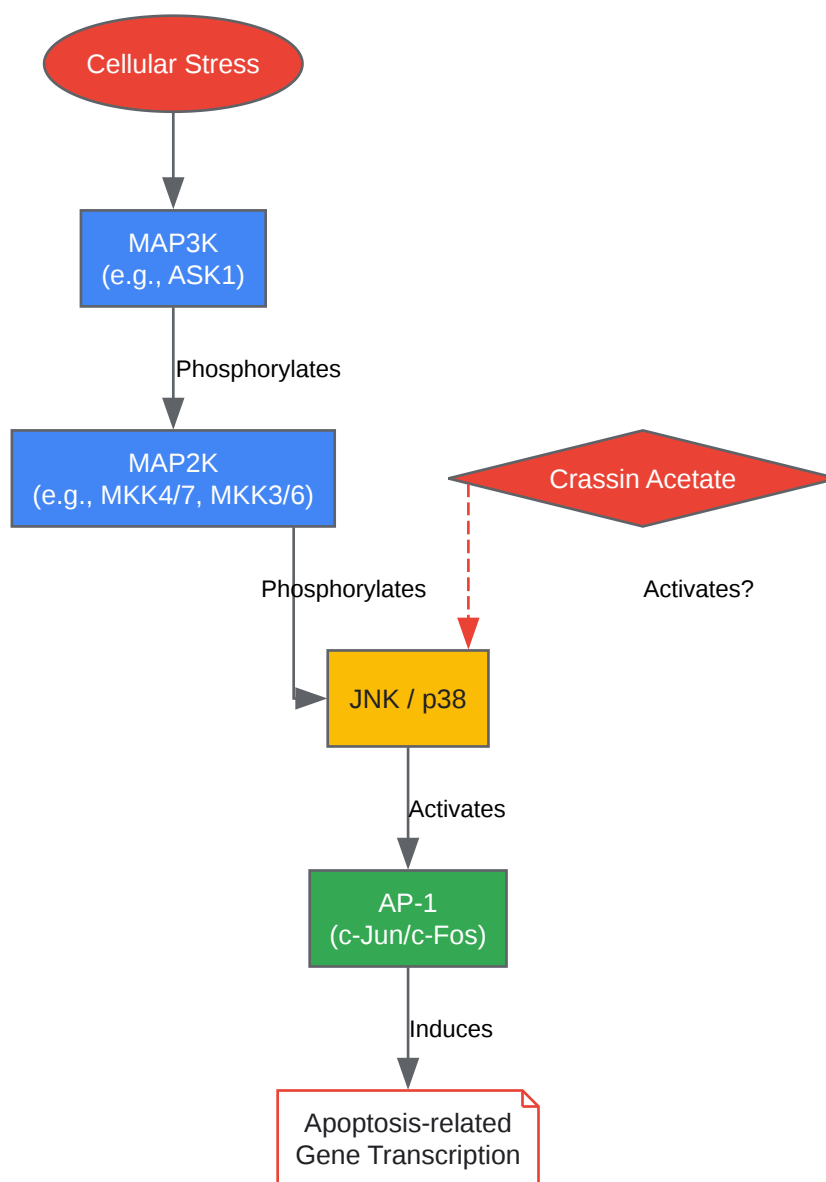 Cellular Stress
MAP3K
(e.g., ASK1)
Phosphorylates
MAP2K
(e.g., MKK4/7, MKK3/6)
Crassin Acetate
Phosphorylates
Activates?
JNK / p38
Activates
AP-1
(c-Jun/c-Fos)
Induces
Apoptosis-related
Gene Transcription